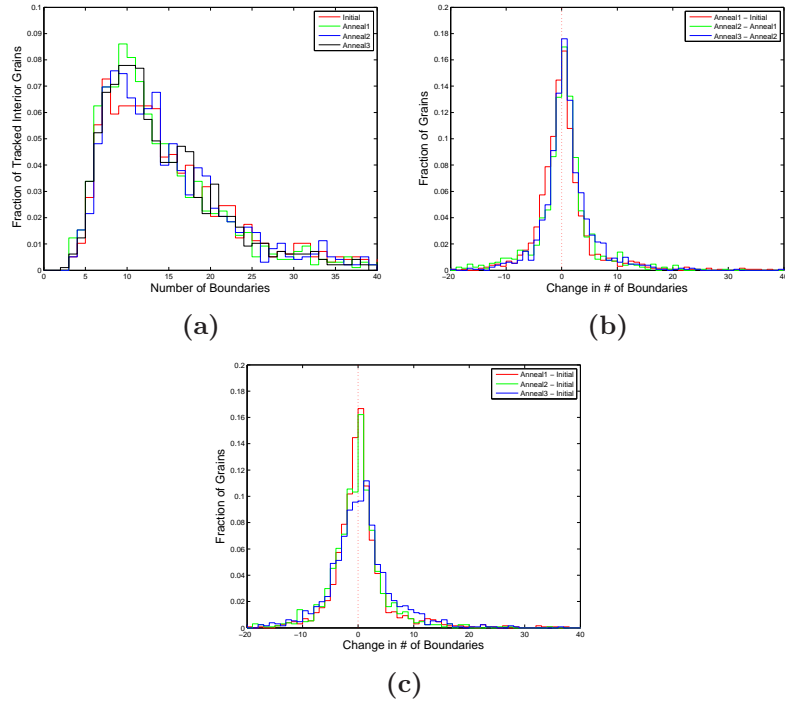 0.1
0.09
0.08
0.07
0.06
0.05
0.04
0.03
0.02
0.01
0
0 5 10 15 20 25 30 35 40
Fraction of Tracked Interior Grains
Number of Boundaries
Initial
Anneal1
Anneal2
Anneal3
(a)
0.2
0.18
0.16
0.14
0.12
0.1
0.08
0.06
0.04
0.02
0
−20 −10 0 10 20 30 40
Fraction of Grains
Change in # of Boundaries
Anneal1 − Initial
Anneal2 − Anneal1
Anneal3 − Anneal2
(b)
0.2
0.18
0.16
0.14
0.12
0.1
0.08
0.06
0.04
0.02
0
−20 −10 0 10 20 30 40
Fraction of Grains
Change in # of Boundaries
Anneal1 − Initial
Anneal2 − Initial
Anneal3 − Initial
(c)